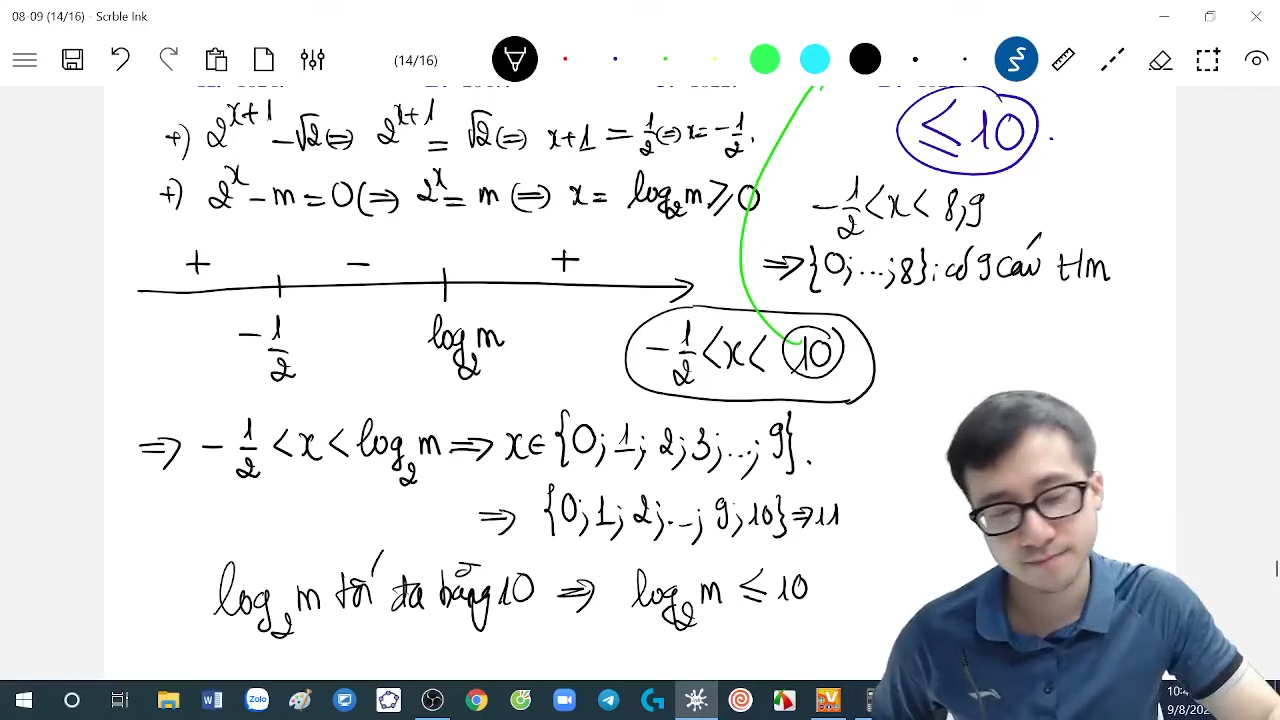 08-09 (14/16) - Scrble Ink
(14/16)
≤10.
+) 2^{x+1} - √2 ⇔ 2^{x+1} = √2 ⇔ x+1 = 1/2 ⇔ x = -1/2.
+) 2^x - m = 0 ⇔ 2^x = m ⇔ x = log₂m ≥ 0
-1/2 < x < 8,9
⇒ {0; ...; 8}: có 9 cấu
+ - +
-1/2 log₂m
-1/2 < x < 10
⇒ -1/2 < x < log₂m ⇒ x ∈ {0; 1; 2; 3; ...; 9}.
⇒ {0; 1; 2; ...; 9; 10} ⇒ 11
log₂m tối đa bằng 10 ⇒ log₂m ≤ 10
Zalo